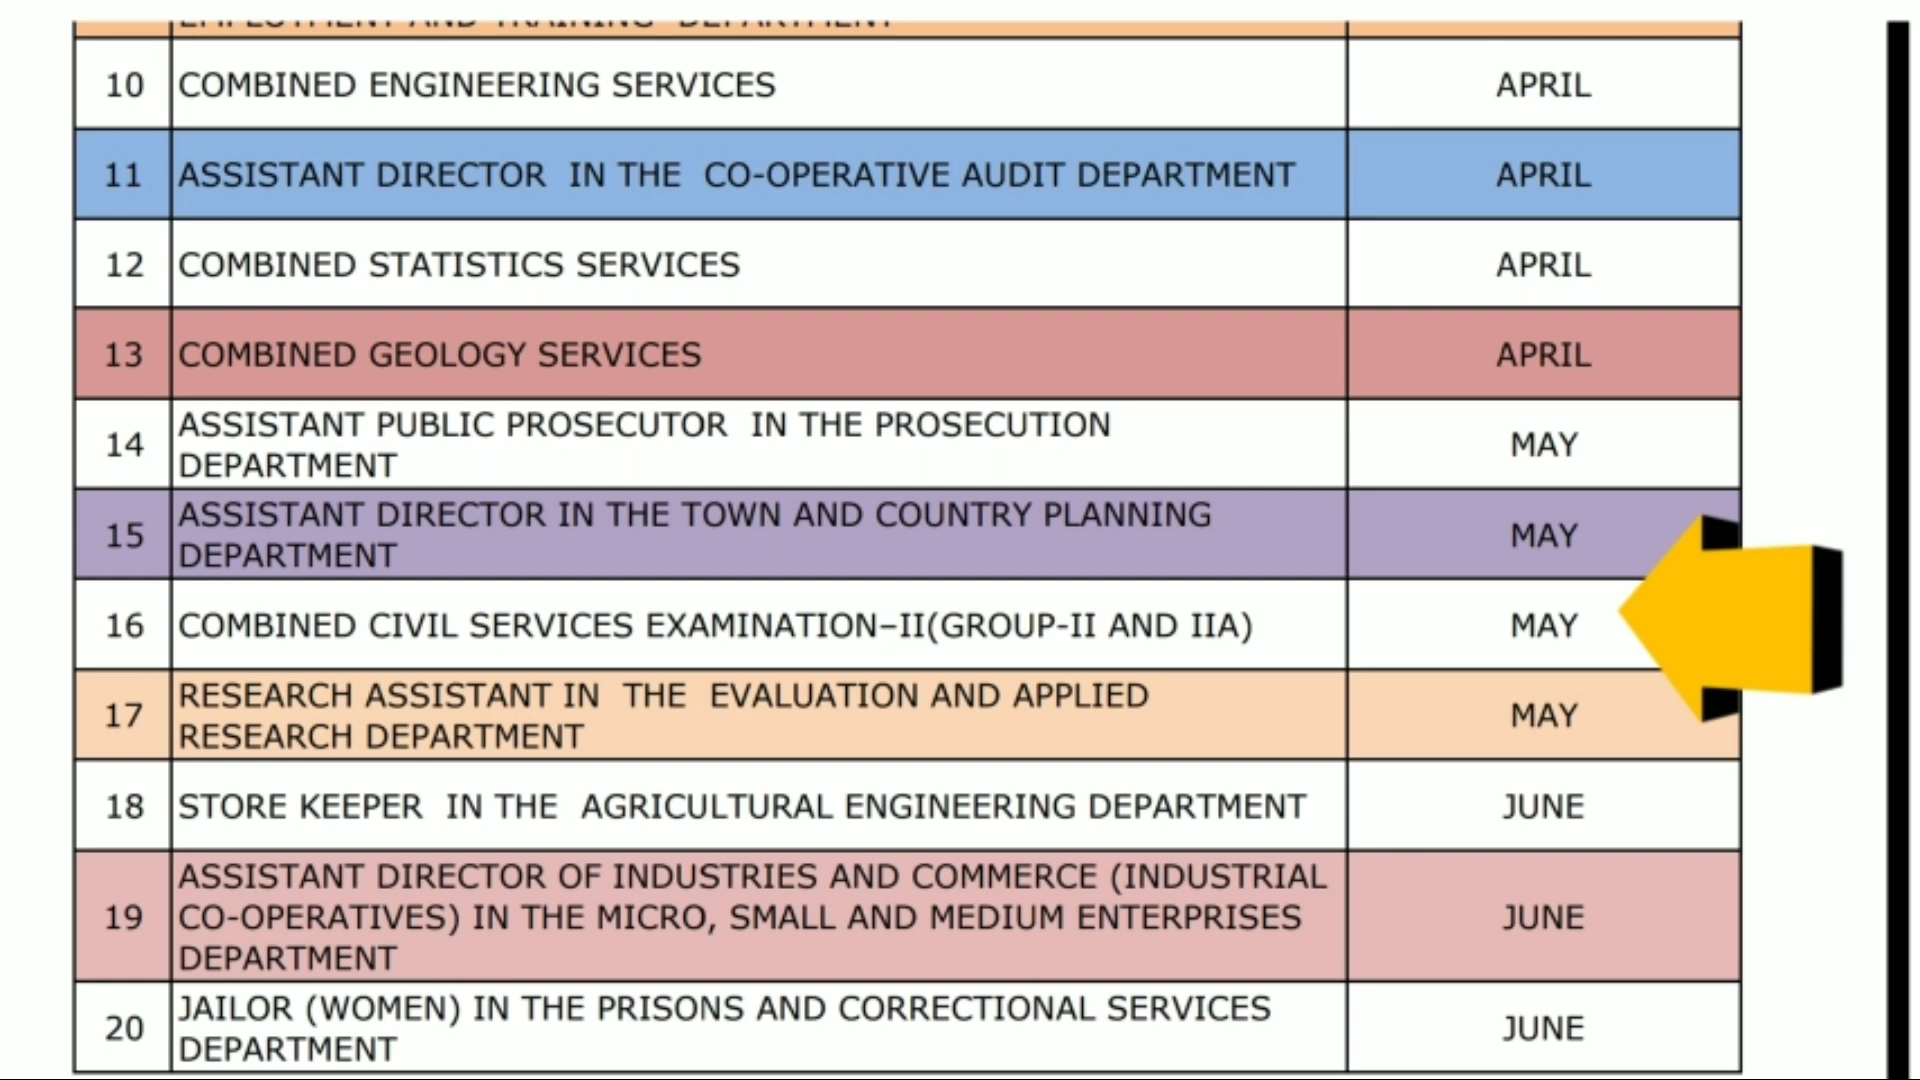 EMPLOYMENT AND TRAINING DEPARTMENT
10 COMBINED ENGINEERING SERVICES APRIL
11 ASSISTANT DIRECTOR IN THE CO-OPERATIVE AUDIT DEPARTMENT APRIL
12 COMBINED STATISTICS SERVICES APRIL
13 COMBINED GEOLOGY SERVICES APRIL
14 ASSISTANT PUBLIC PROSECUTOR IN THE PROSECUTION
DEPARTMENT MAY
15 ASSISTANT DIRECTOR IN THE TOWN AND COUNTRY PLANNING
DEPARTMENT MAY
16 COMBINED CIVIL SERVICES EXAMINATION–II(GROUP-II AND IIA) MAY
17 RESEARCH ASSISTANT IN THE EVALUATION AND APPLIED
RESEARCH DEPARTMENT MAY
18 STORE KEEPER IN THE AGRICULTURAL ENGINEERING DEPARTMENT JUNE
19 ASSISTANT DIRECTOR OF INDUSTRIES AND COMMERCE (INDUSTRIAL
CO-OPERATIVES) IN THE MICRO, SMALL AND MEDIUM ENTERPRISES
DEPARTMENT JUNE
20 JAILOR (WOMEN) IN THE PRISONS AND CORRECTIONAL SERVICES
DEPARTMENT JUNE